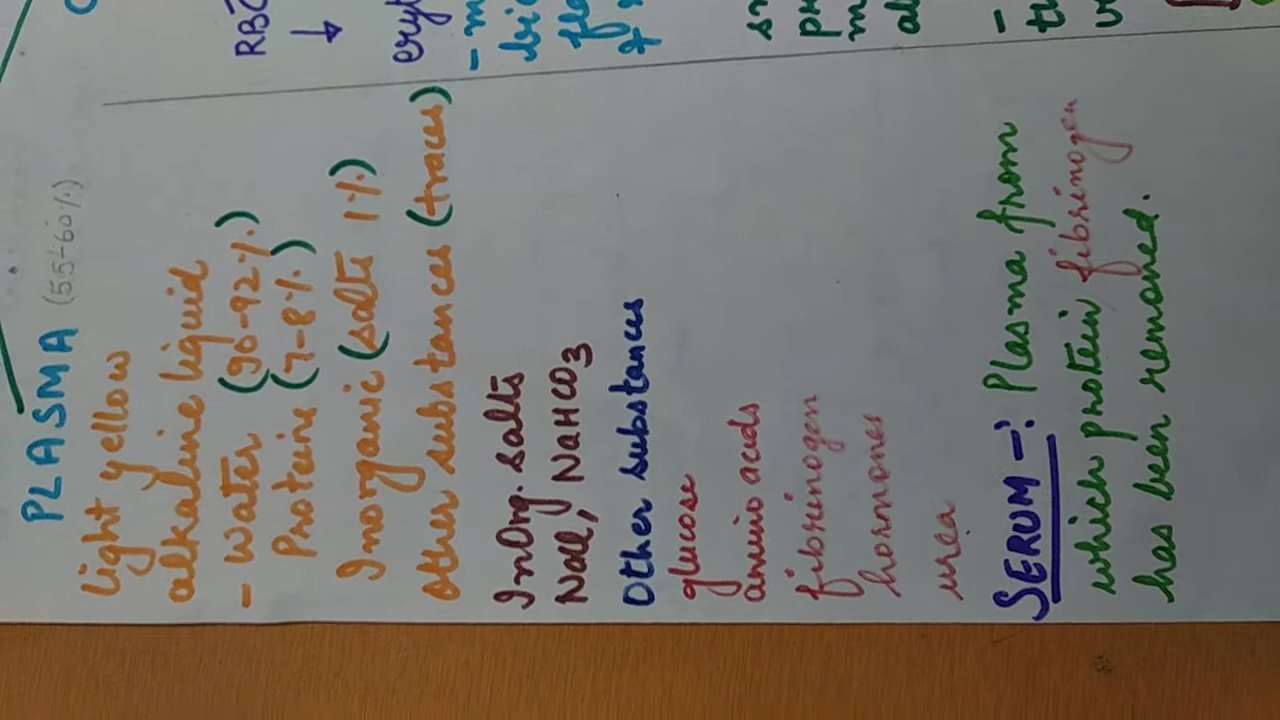 PLASMA (55-60%)
light yellow
alkaline liquid
- Water (90-92%)
Proteins (7-8%)
Inorganic (salts 1%)
other substances (traces)
InOrg. salts
NaCl, NaHCO3
Other substances
glucose
amino acids
fibrinogen
hormones
urea
SERUM -: Plasma from
which protein fibrinogen
has been removed.
RBC
↓